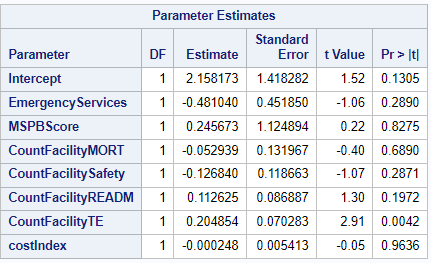 Parameter Estimates
Parameter DF Estimate Standard Error t Value Pr > |t|
Intercept 1 2.158173 1.418282 1.52 0.1305
EmergencyServices 1 -0.481040 0.451850 -1.06 0.2890
MSPBScore 1 0.245673 1.124894 0.22 0.8275
CountFacilityMORT 1 -0.052939 0.131967 -0.40 0.6890
CountFacilitySafety 1 -0.126840 0.118663 -1.07 0.2871
CountFacilityREADM 1 0.112625 0.086887 1.30 0.1972
CountFacilityTE 1 0.204854 0.070283 2.91 0.0042
costIndex 1 -0.000248 0.005413 -0.05 0.9636